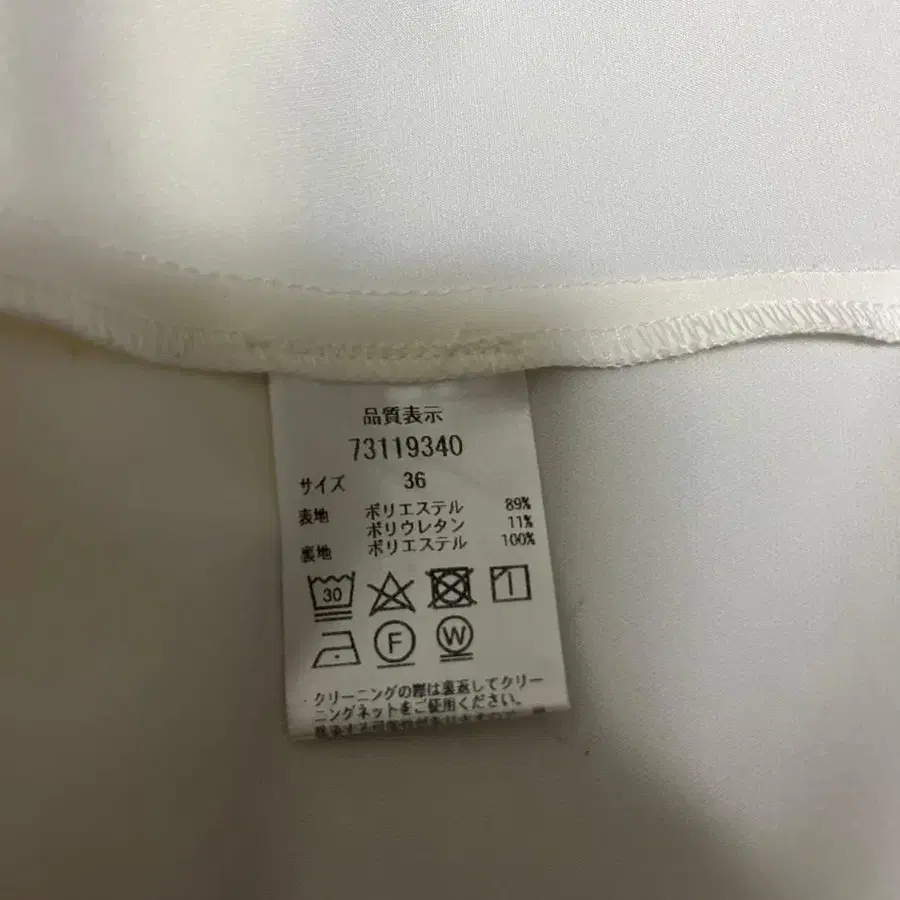 品質表示
73119340
サイズ 36
表地 ポリエステル 89%
ポリウレタン 11%
裏地 ポリエステル 100%
30
F W
クリーニングの際は裏返してクリー
ニングネットをご使用ください。